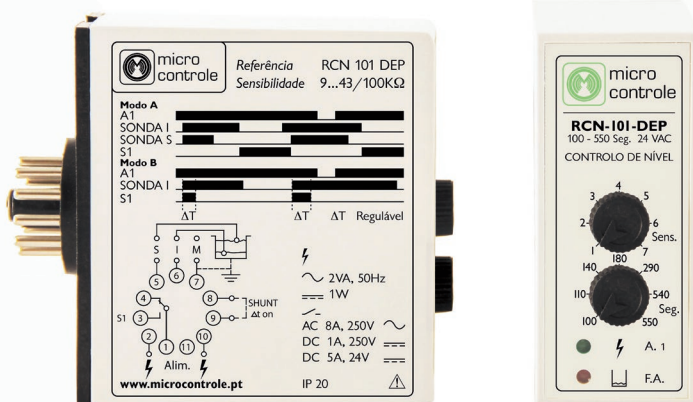 micro
controle
Referência RCN 101 DEP
Sensibilidade 9...43/100KΩ
Modo A
A1
SONDA I
SONDA S
S1
Modo B
A1
SONDA I
S1
ΔT ΔT ΔT Regulável
S I M
5 6 7
4 8 SHUNT
S1 3 9 Δt on
2 1 11 10
Alim.
www.microcontrole.pt
2VA, 50Hz
1W
AC 8A, 250V
DC 1A, 250V
DC 5A, 24V
IP 20
micro
controle
RCN-101-DEP
100 - 550 Seg. 24 VAC
CONTROLO DE NÍVEL
1 2 3 4 5 6 7
Sens.
100 110 140 180 290 540 550
Seg.
A. 1
F.A.